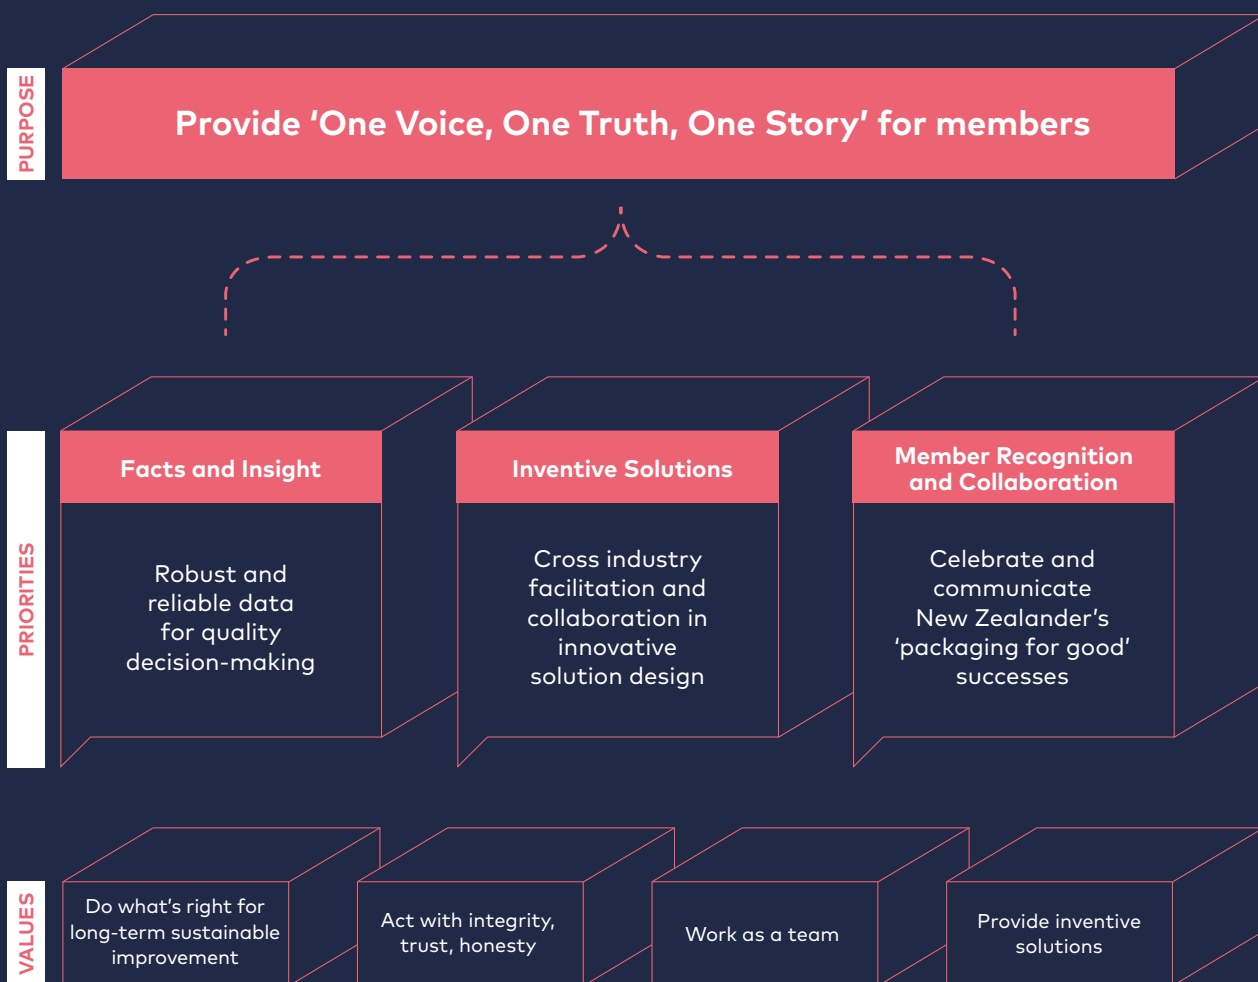 PURPOSE
Provide ‘One Voice, One Truth, One Story’ for members
PRIORITIES
Facts and Insight
Robust and
reliable data
for quality
decision-making
Inventive Solutions
Cross industry
facilitation and
collaboration in
innovative
solution design
Member Recognition
and Collaboration
Celebrate and
communicate
New Zealander’s
‘packaging for good’
successes
VALUES
Do what’s right for
long-term sustainable
improvement
Act with integrity,
trust, honesty
Work as a team
Provide inventive
solutions